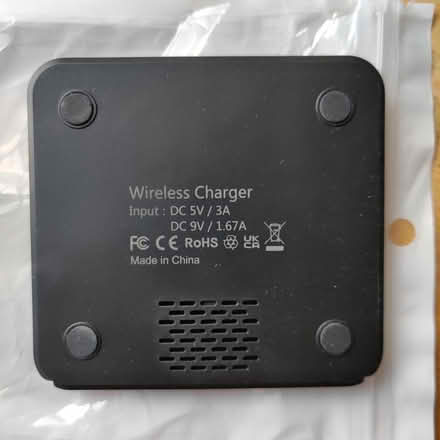 Wireless Charger
Input : DC 5V / 3A
DC 9V / 1.67A
FC CE RoHS UK CA
Made in China